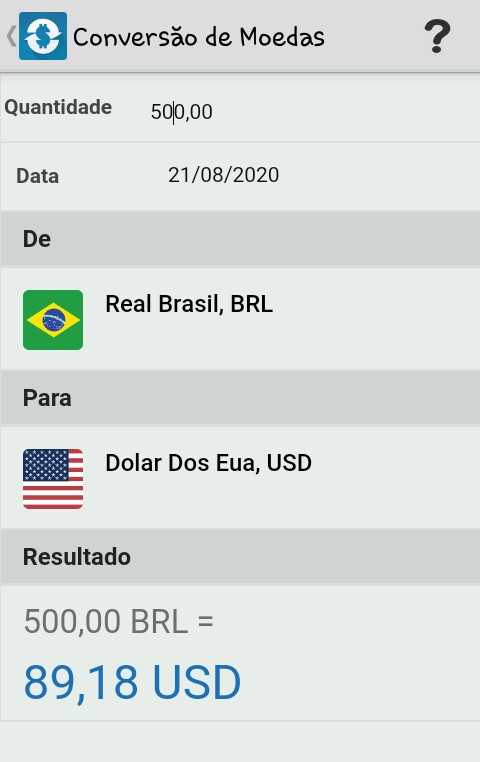 Conversão de Moedas ?
Quantidade 500,00
Data 21/08/2020
De
Real Brasil, BRL
Para
Dolar Dos Eua, USD
Resultado
500,00 BRL =
89,18 USD